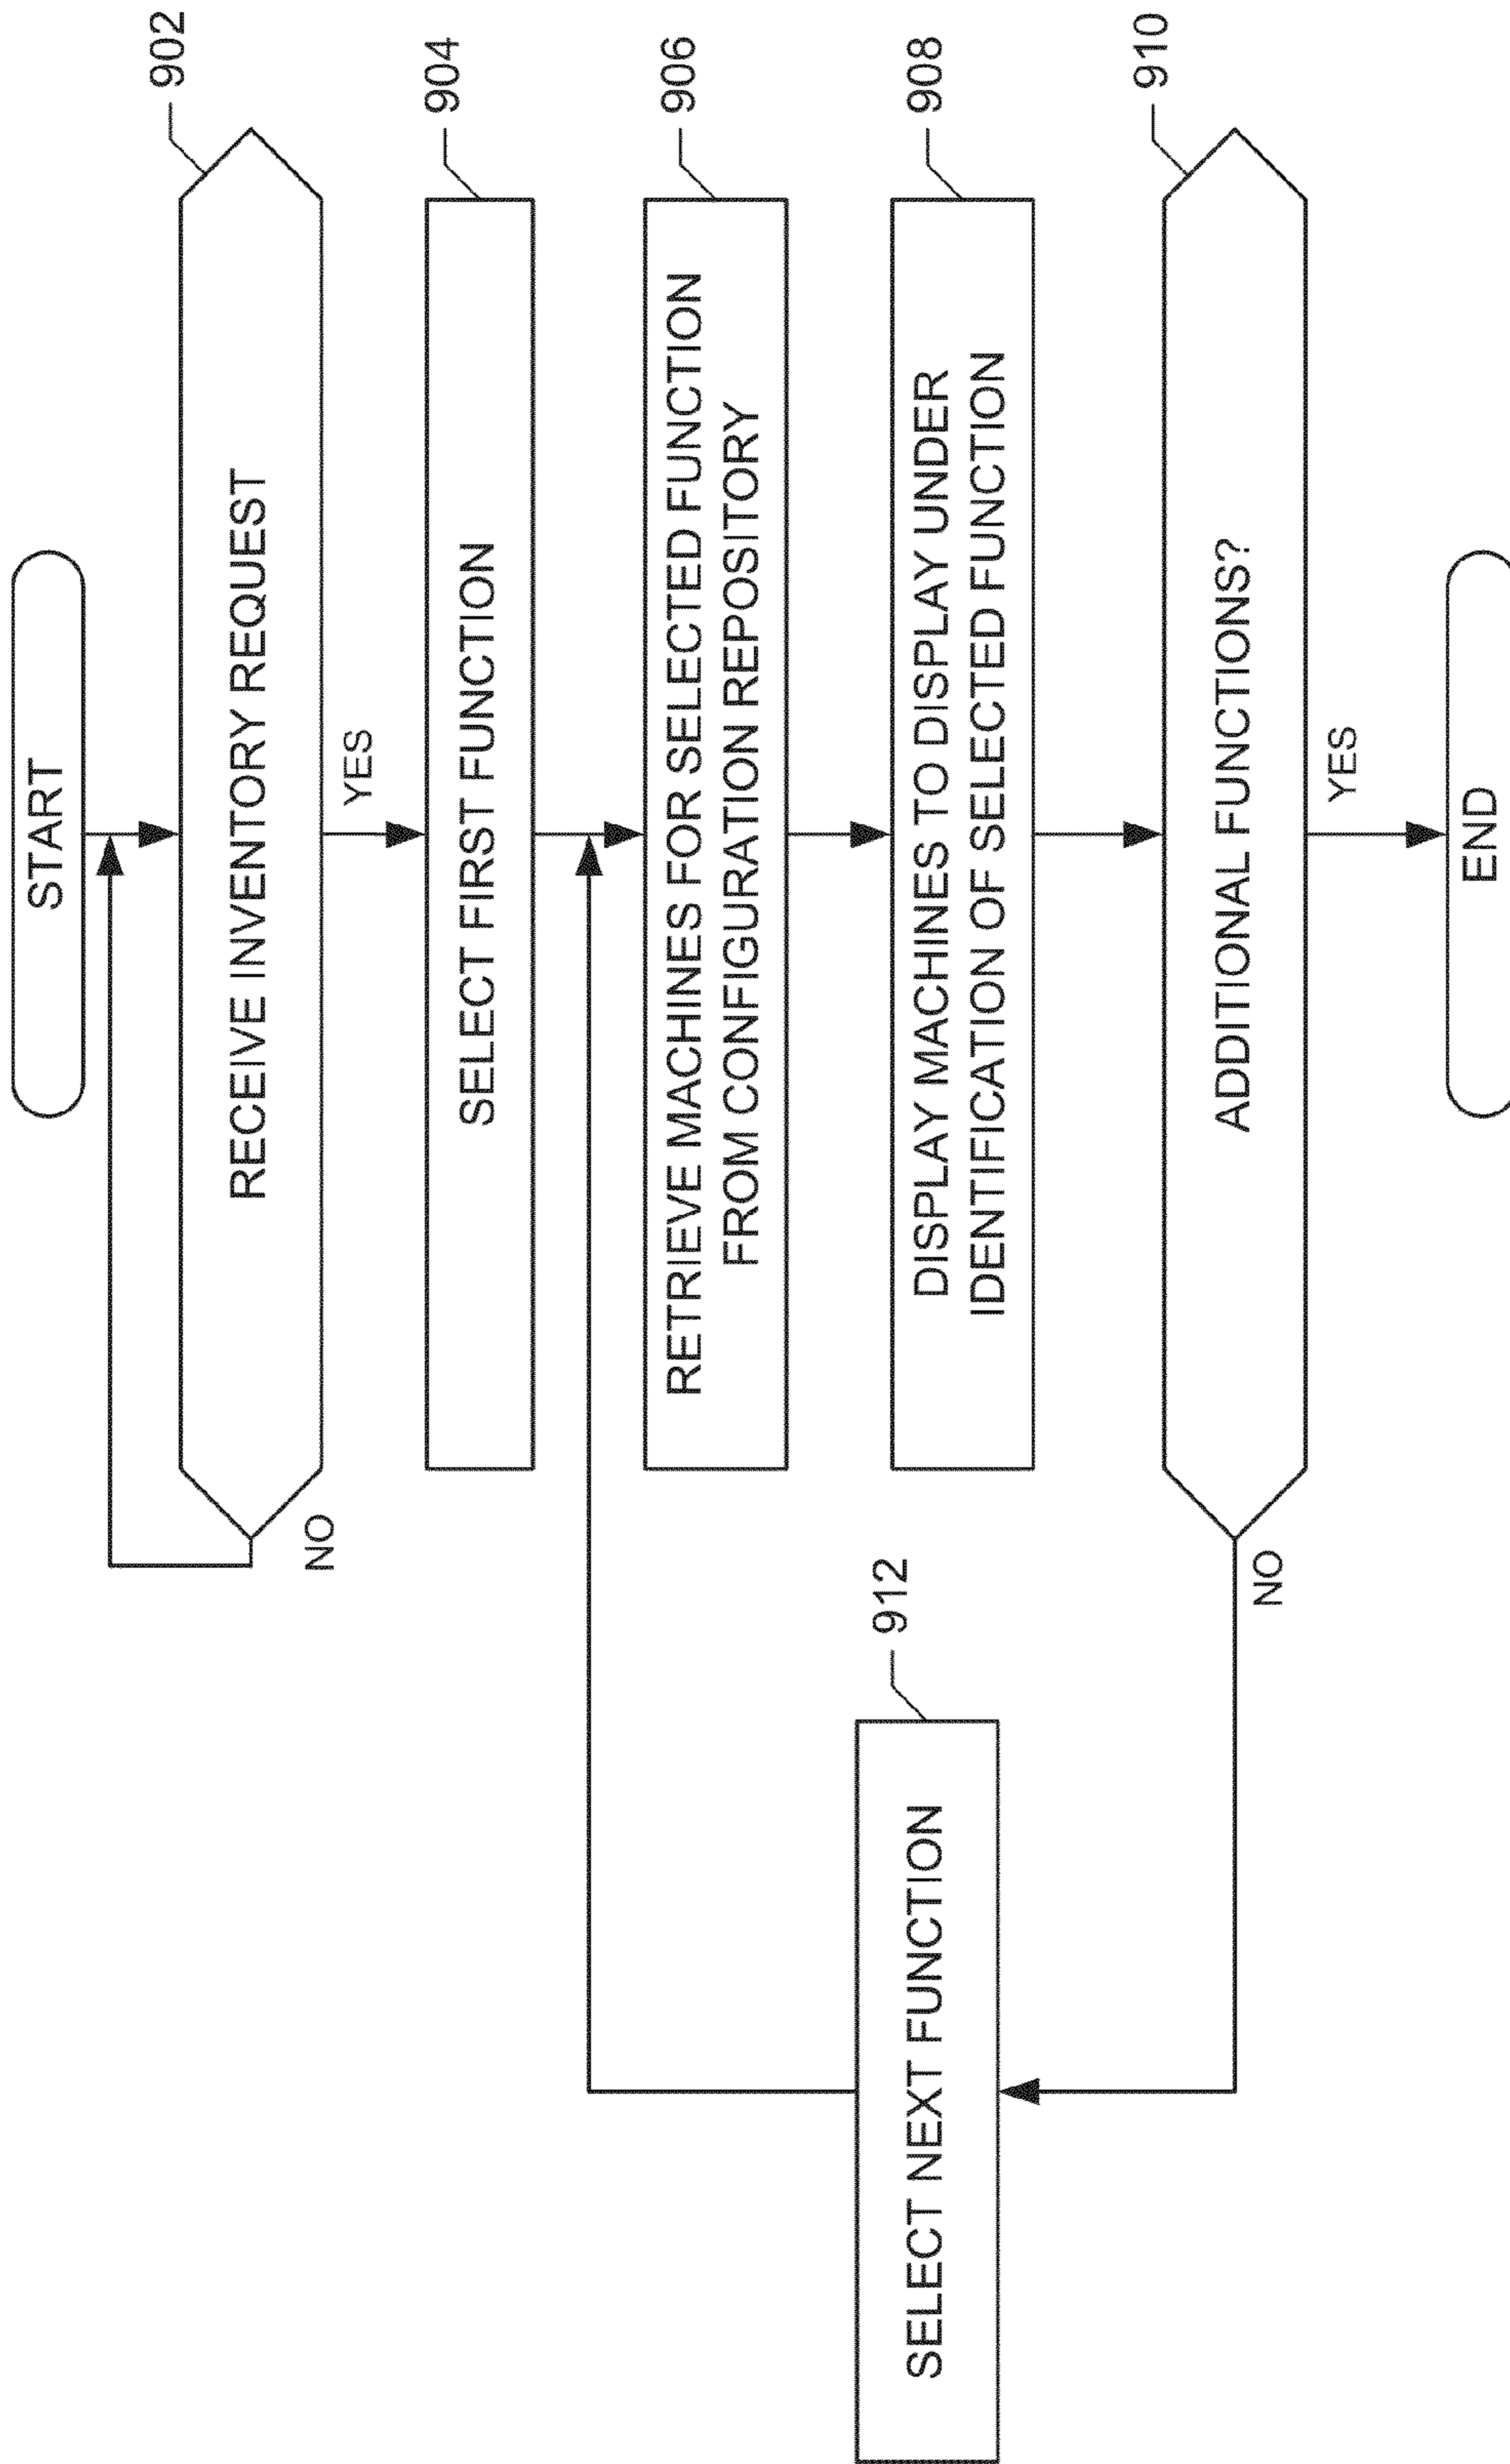 START
902
RECEIVE INVENTORY REQUEST
NO
YES
904
SELECT FIRST FUNCTION
906
RETRIEVE MACHINES FOR SELECTED FUNCTION
FROM CONFIGURATION REPOSITORY
908
DISPLAY MACHINES TO DISPLAY UNDER
IDENTIFICATION OF SELECTED FUNCTION
912
SELECT NEXT FUNCTION
910
ADDITIONAL FUNCTIONS?
NO
YES
END